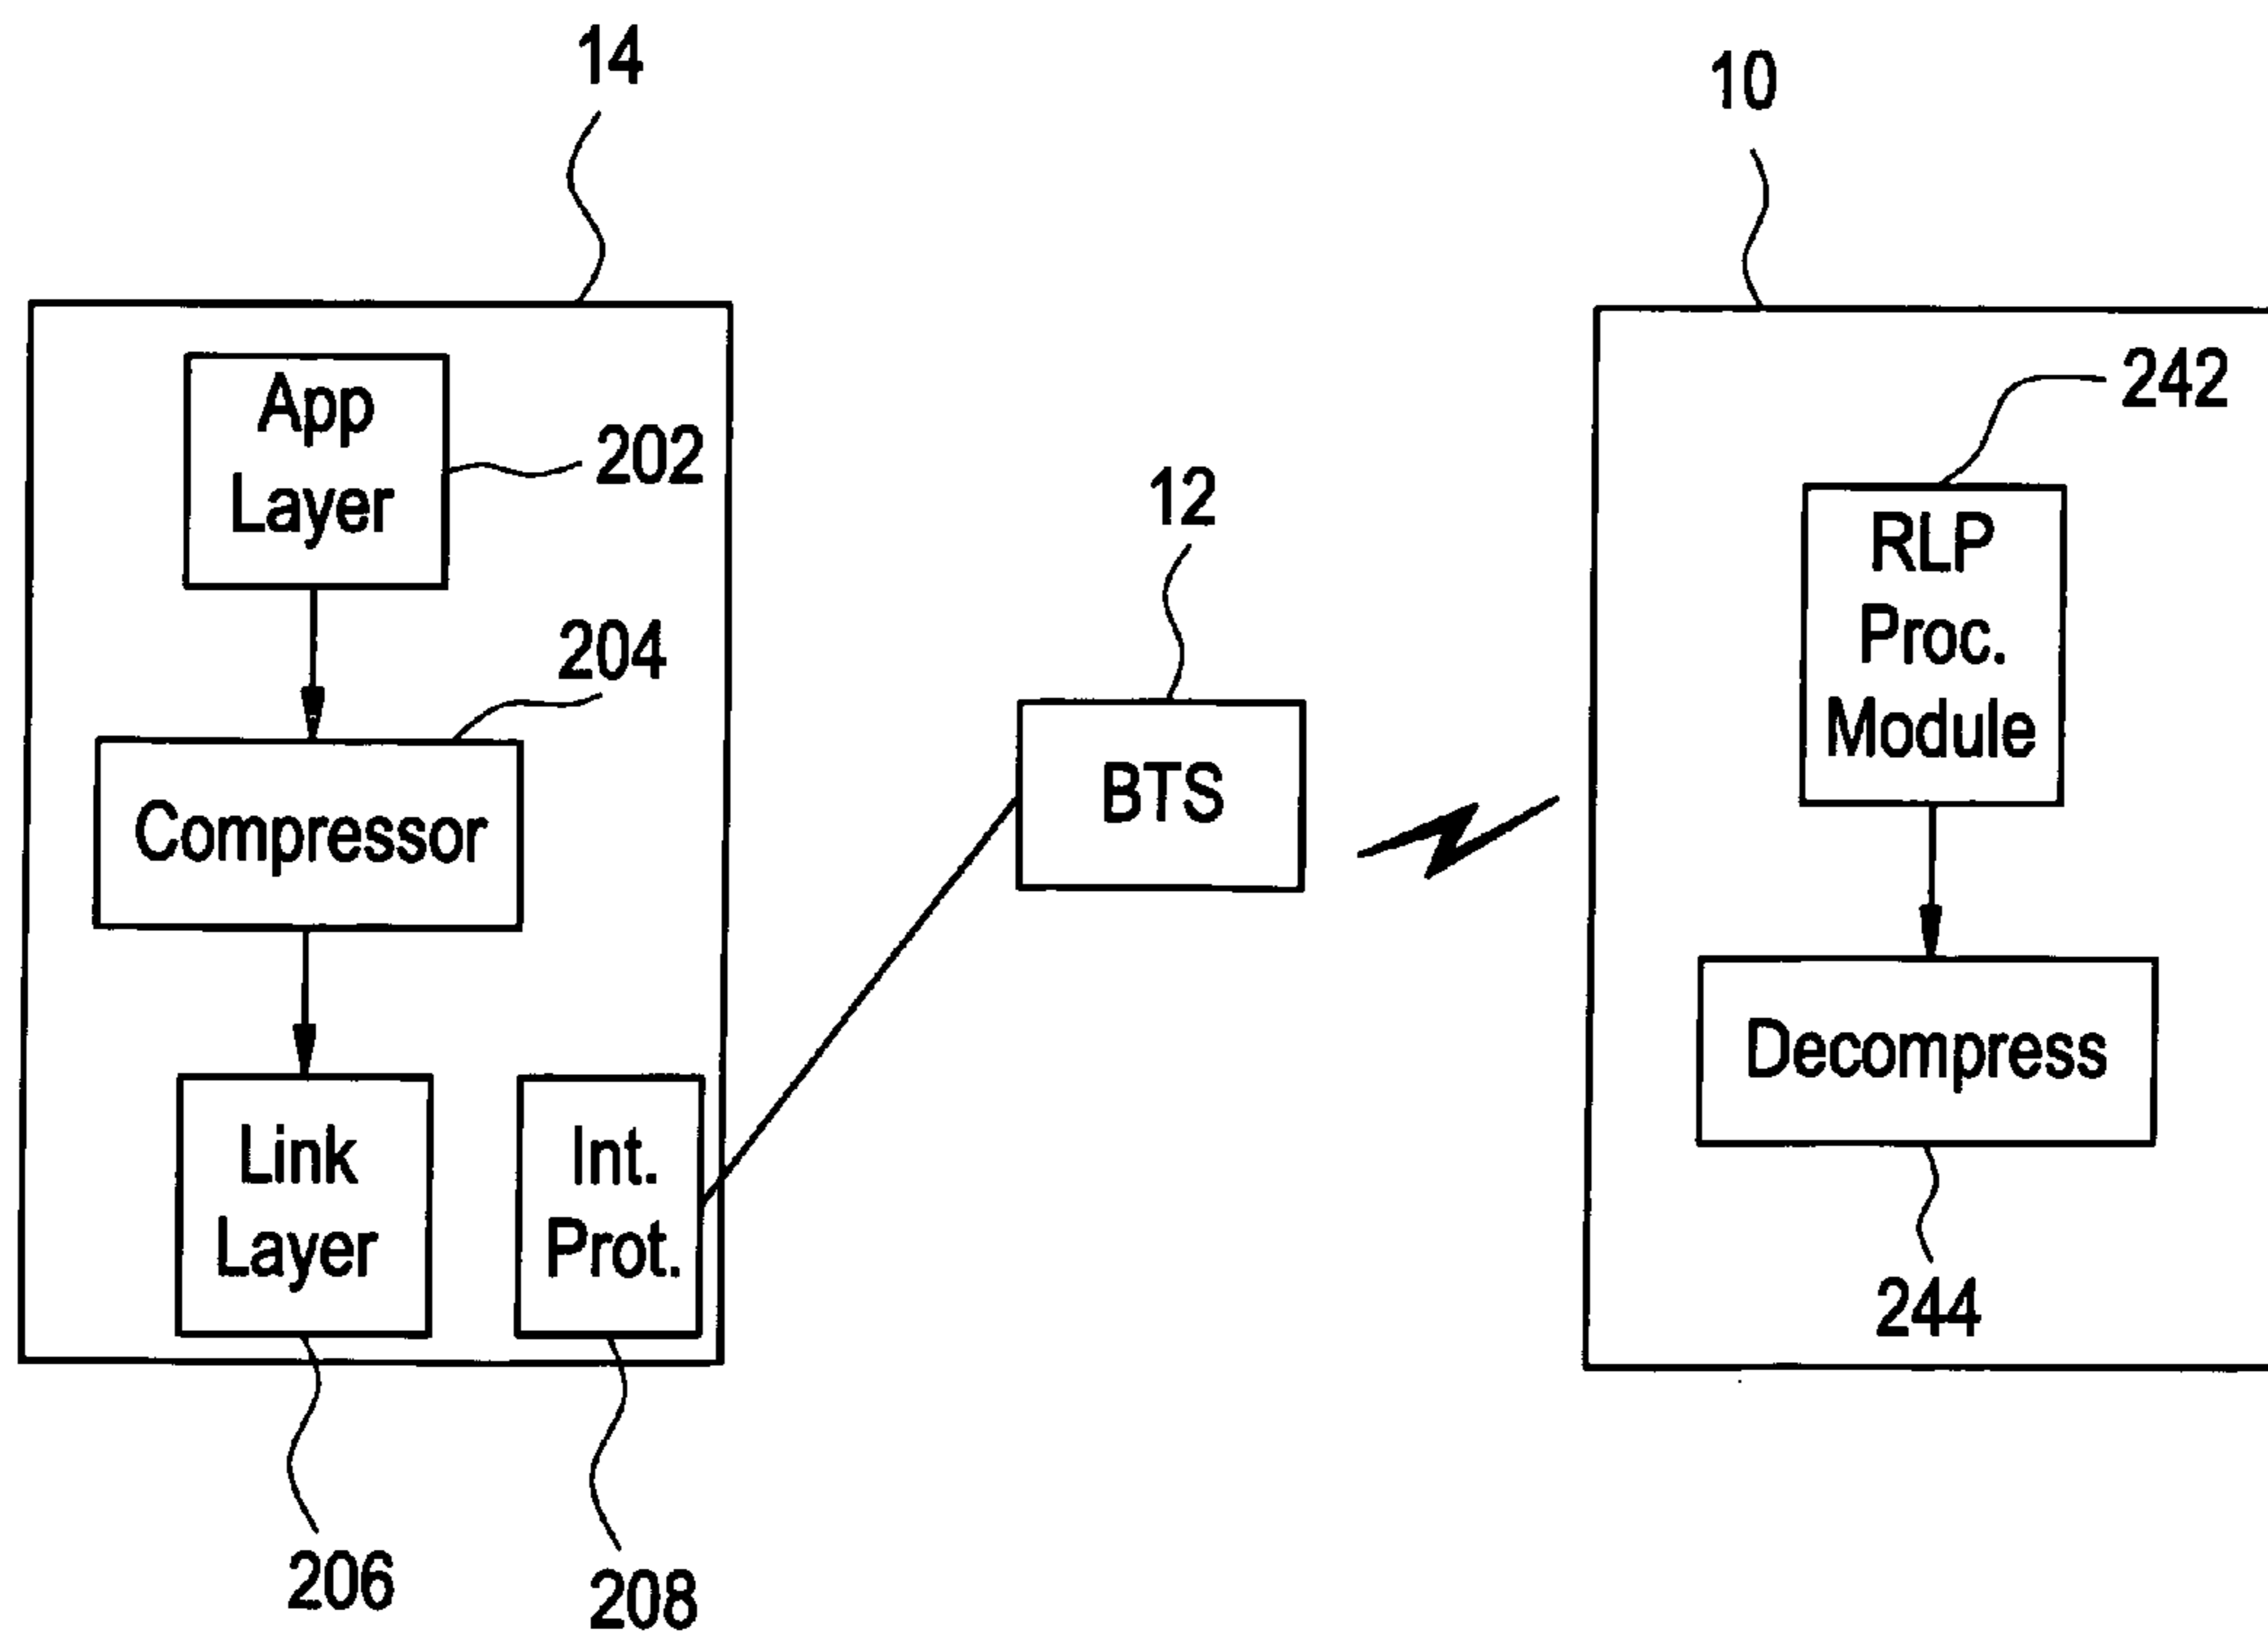 14
10
App
Layer
202
242
RLP
Proc.
Module
12
204
BTS
Compressor
Decompress
Link
Layer
Int.
Prot.
244
206
208